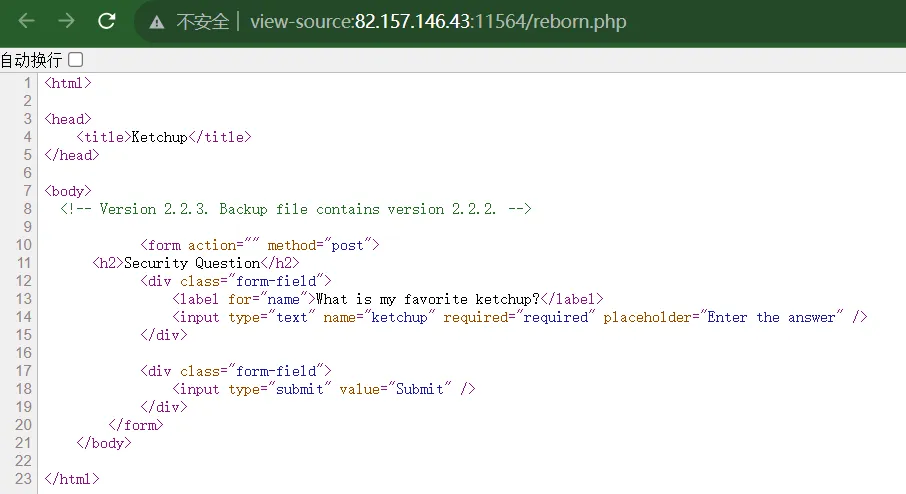 不安全 | view-source:82.157.146.43:11564/reborn.php
自动换行
1 <html>
2
3 <head>
4 <title>Ketchup</title>
5 </head>
6
7 <body>
8 <!-- Version 2.2.3. Backup file contains version 2.2.2. -->
9
10 <form action="" method="post">
11 <h2>Security Question</h2>
12 <div class="form-field">
13 <label for="name">What is my favorite ketchup?</label>
14 <input type="text" name="ketchup" required="required" placeholder="Enter the answer" />
15 </div>
16
17 <div class="form-field">
18 <input type="submit" value="Submit" />
19 </div>
20 </form>
21 </body>
22
23 </html>